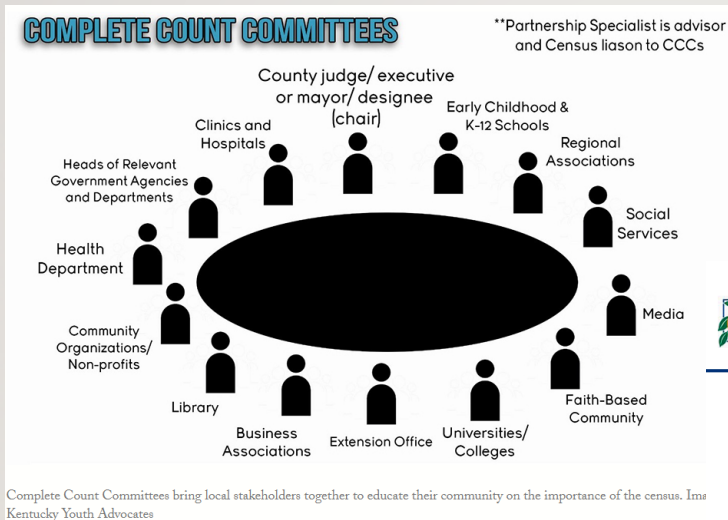 COMPLETE COUNT COMMITTEES
**Partnership Specialist is advisor
and Census liason to CCCs
County judge/ executive
or mayor/ designee
(chair)
Early Childhood &
K-12 Schools
Clinics and
Hospitals
Regional
Associations
Heads of Relevant
Government Agencies
and Departments
Social
Services
Health
Department
Media
Community
Organizations/
Non-profits
Faith-Based
Community
Library
Business
Associations
Extension Office
Universities/
Colleges
Complete Count Committees bring local stakeholders together to educate their community on the importance of the census.
Kentucky Youth Advocates